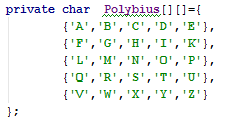 private char Polybius[][]={
{'A','B','C','D','E'},
{'F','G','H','I','K'},
{'L','M','N','O','P'},
{'Q','R','S','T','U'},
{'V','W','X','Y','Z'}
};